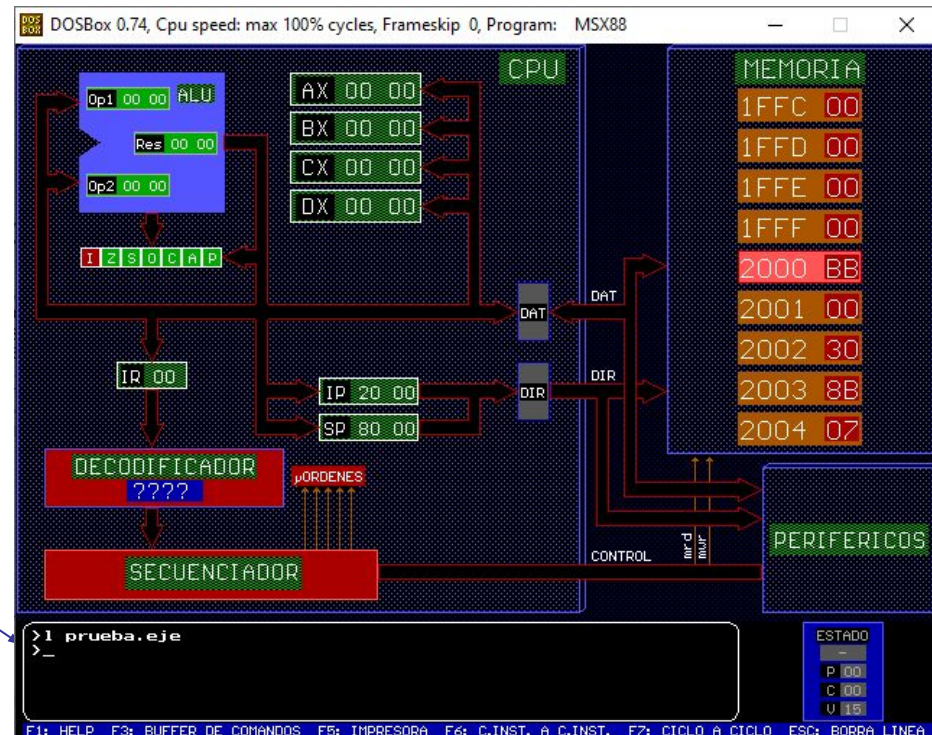 DOSBox 0.74, Cpu speed: max 100% cycles, Frameskip 0, Program: MSX88
CPU
Op1 00 00 ALU
Res 00 00
Op2 00 00
I Z S O C A P
AX 00 00
BX 00 00
CX 00 00
DX 00 00
DAT
DAT
IR 00
IP 20 00
SP 80 00
DIR
DIR
DECODIFICADOR
????
µORDENES
SECUENCIADOR
CONTROL
mrd
mwr
MEMORIA
1FFC 00
1FFD 00
1FFE 00
1FFF 00
2000 BB
2001 00
2002 30
2003 8B
2004 07
PERIFERICOS
>l prueba.eje
>_
ESTADO
-
P 00
C 00
V 15
F1: HELP F3: BUFFER DE COMANDOS F5: IMPRESORA F6: C.INST. A C.INST. F7: CICLO A CICLO ESC: BORRA LINEA